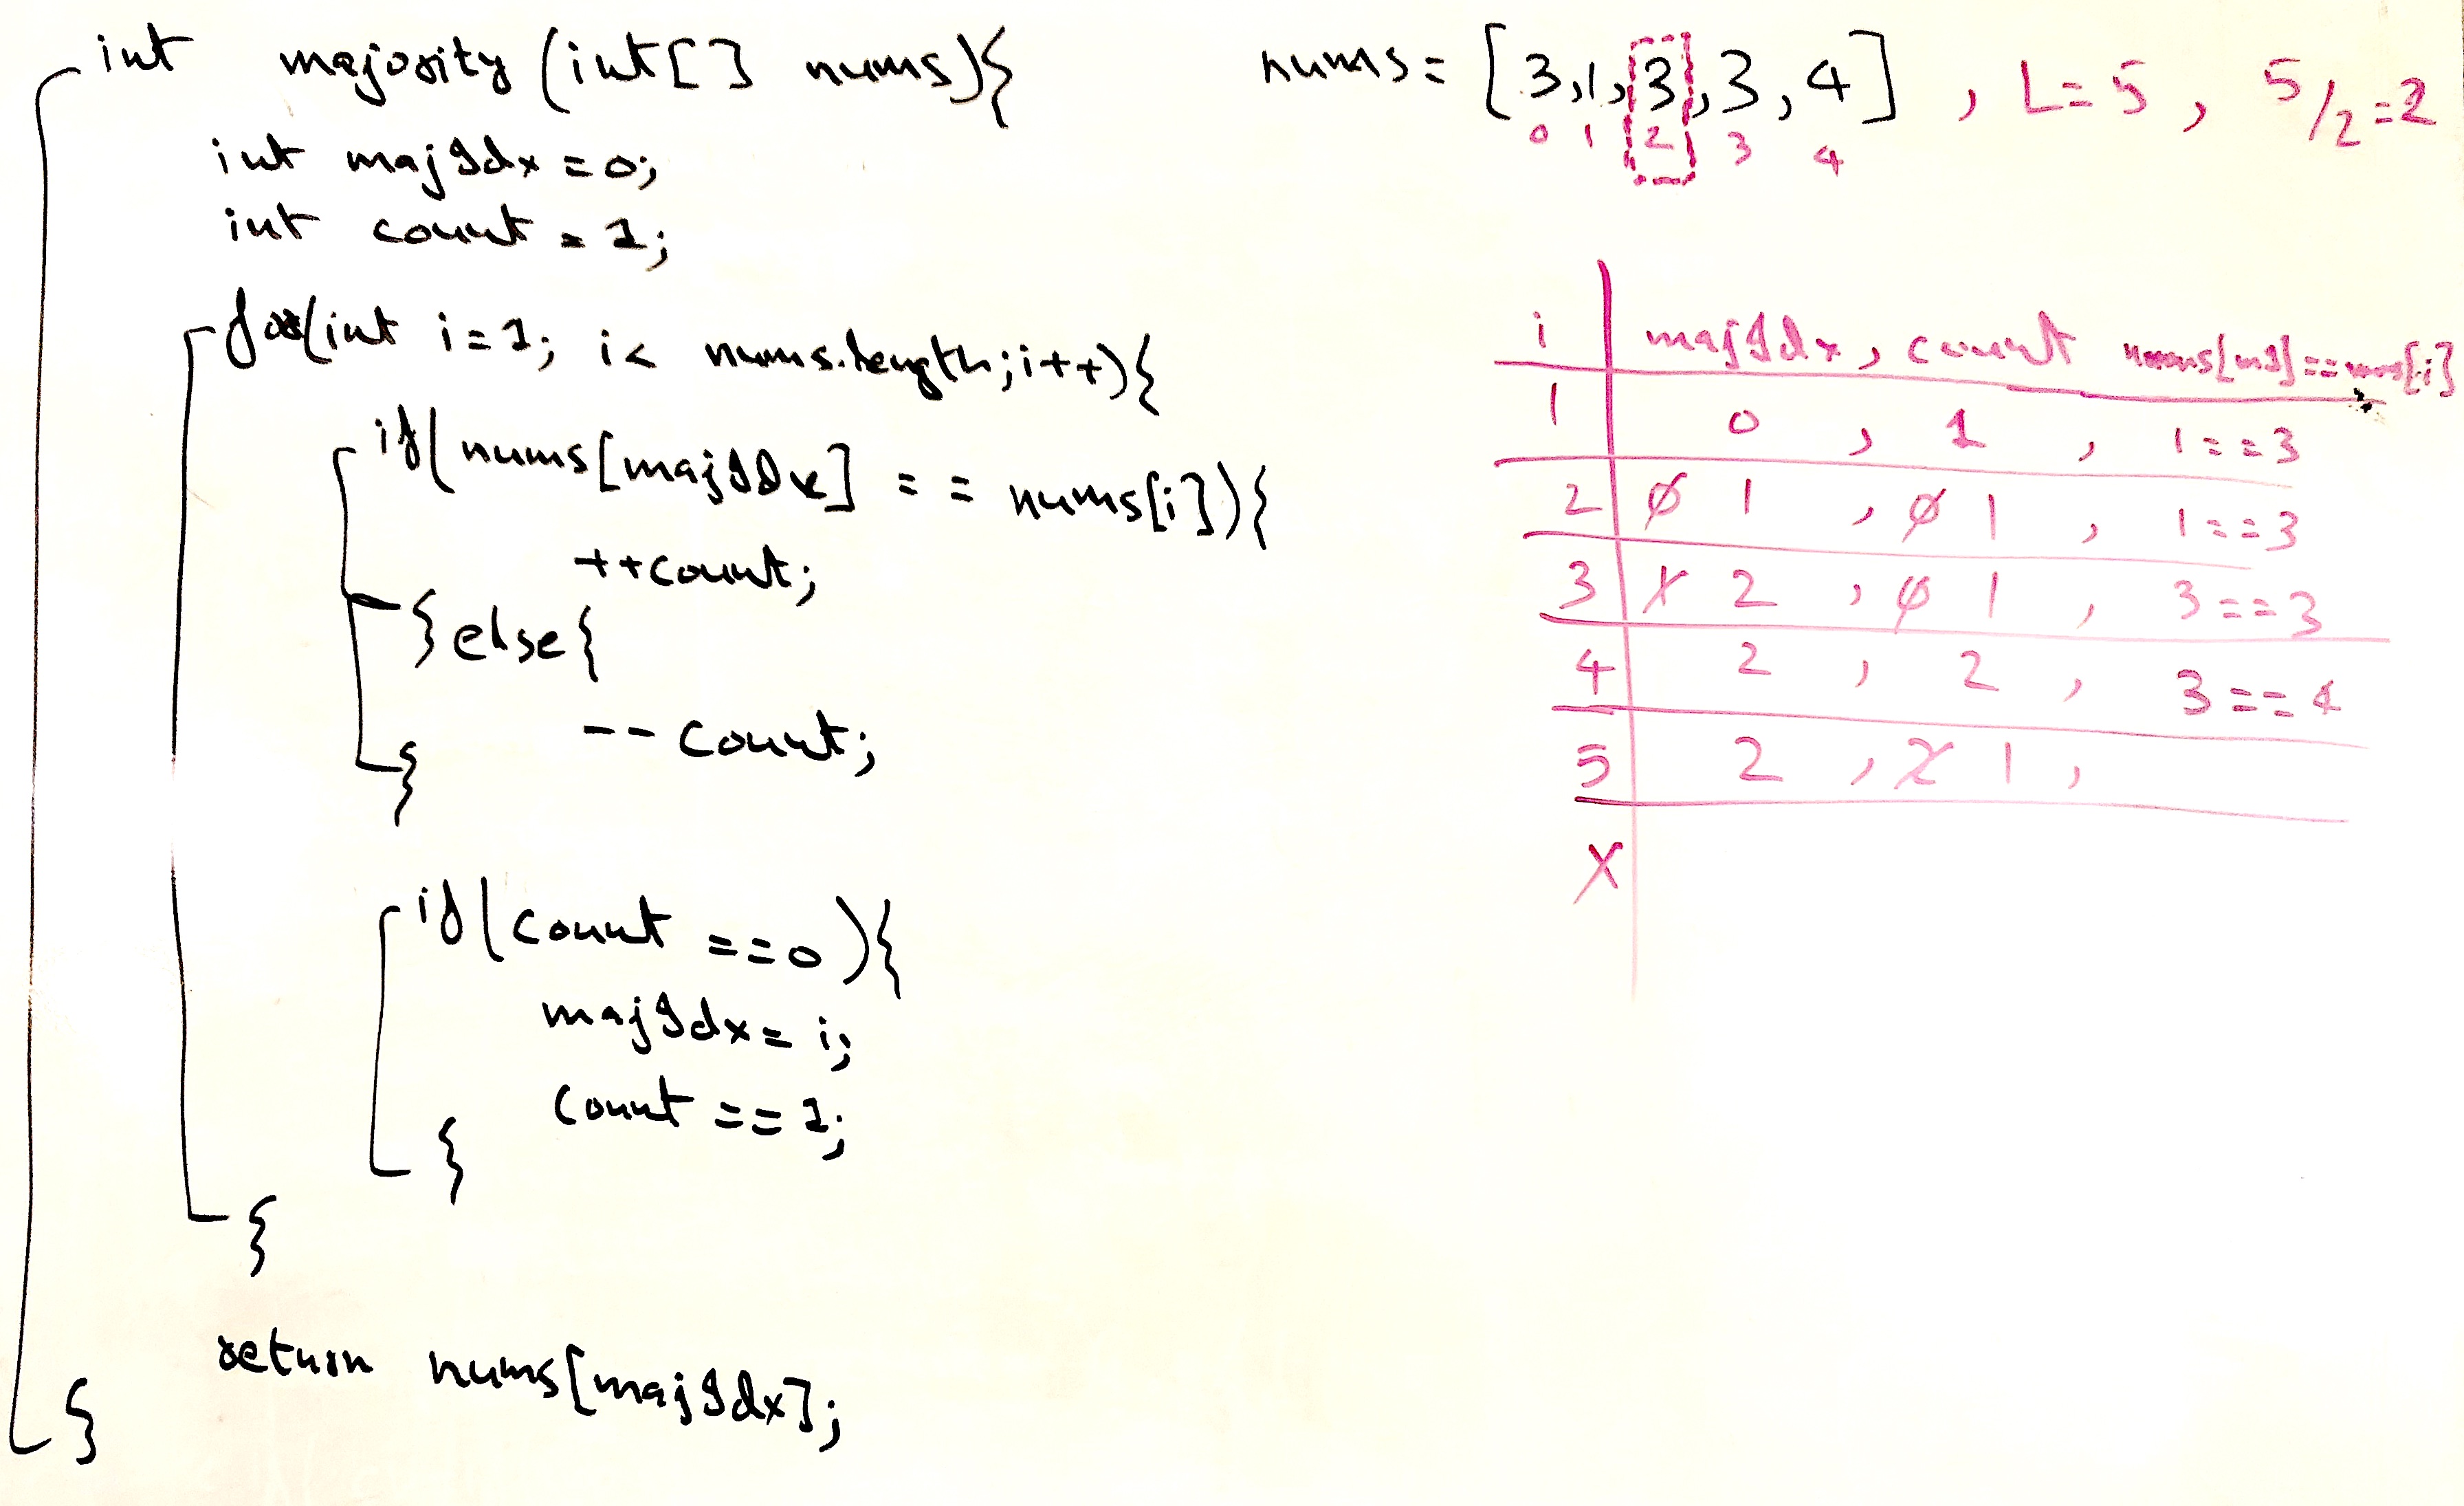 int majority (int[] nums){
int majIdx = 0;
int count = 1;
for(int i=1; i< nums.length;i++){
if(nums[majIdx] == nums[i]){
++count;
}else{
--count;
}
if(count ==0){
majIdx= i;
count == 1;
}
}
return nums[majIdx];
}
nums= [3,1,3,3,4] , L=5, 5/2=2
0 1 2 3 4
i majIdx, count nums[mI]==nums[i]
1 0 , 1 , 1==3
2 0 1 , 0 1 , 1==3
3 1 2 , 0 1 , 3==3
4 2 , 2 , 3==4
5 2 , 2 1 ,
X